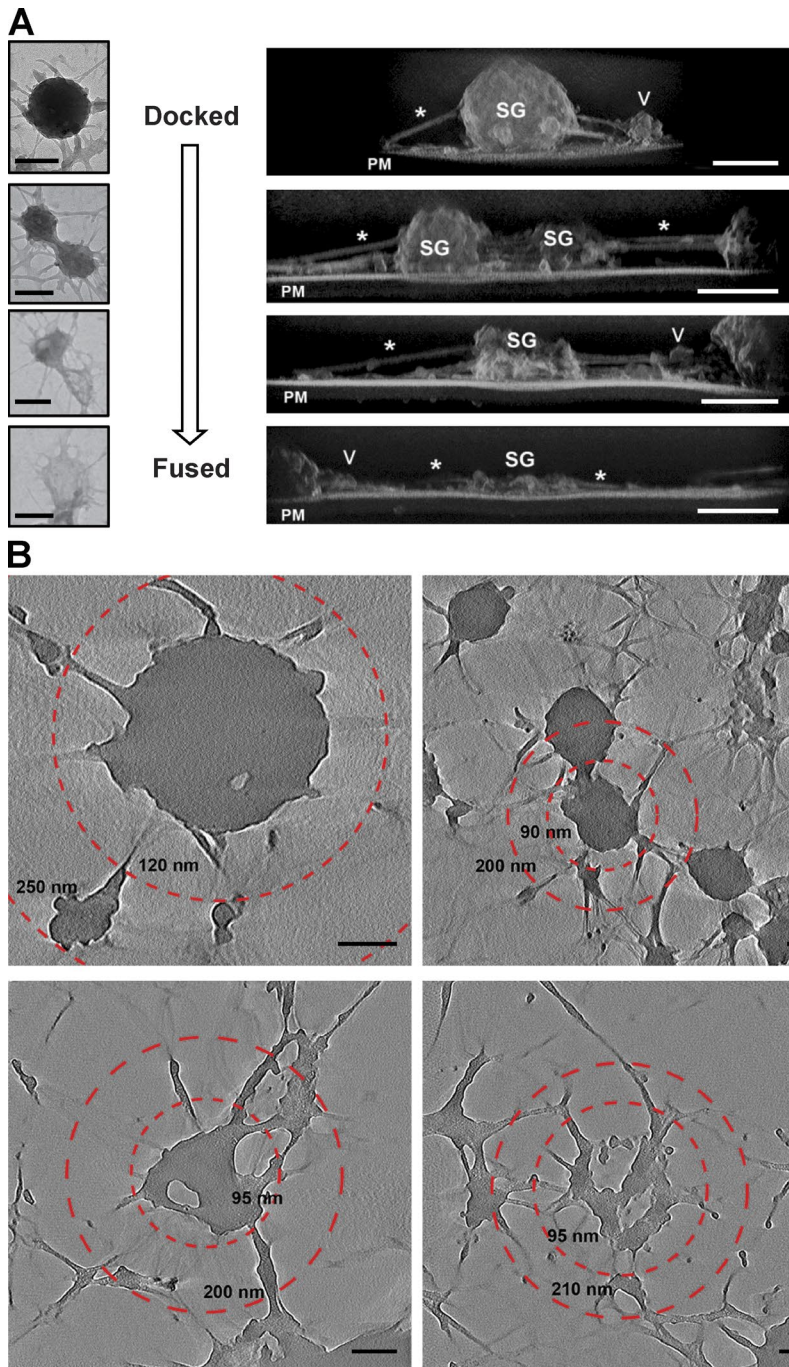 A
Docked
Fused
* SG V
PM
* SG SG *
PM
* SG V
PM
V * SG *
PM
B
120 nm
250 nm
90 nm
200 nm
95 nm
200 nm
95 nm
210 nm